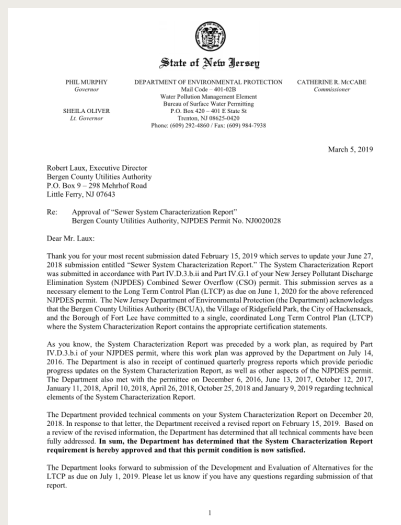 State of New Jersey
PHIL MURPHY
Governor
SHEILA OLIVER
Lt. Governor
DEPARTMENT OF ENVIRONMENTAL PROTECTION
Mail Code – 401-02B
Water Pollution Management Element
Bureau of Surface Water Permitting
P.O. Box 420 – 401 E State St
Trenton, NJ 08625-0420
Phone: (609) 292-4860 / Fax: (609) 984-7938
CATHERINE R. McCABE
Commissioner
March 5, 2019
Robert Laux, Executive Director
Bergen County Utilities Authority
P.O. Box 9 – 298 Mehrhof Road
Little Ferry, NJ 07643
Re: Approval of “Sewer System Characterization Report”
Bergen County Utilities Authority, NJPDES Permit No. NJ0020028
Dear Mr. Laux:
Thank you for your most recent submission dated February 15, 2019 which serves to update your June 27,
2018 submission entitled “Sewer System Characterization Report.” The System Characterization Report
was submitted in accordance with Part IV.D.3.b.ii and Part IV.G.1 of your New Jersey Pollutant Discharge
Elimination System (NJPDES) Combined Sewer Overflow (CSO) permit. This submission serves as a
necessary element to the Long Term Control Plan (LTCP) as due on June 1, 2020 for the above referenced
NJPDES permit. The New Jersey Department of Environmental Protection (the Department) acknowledges
that the Bergen County Utilities Authority (BCUA), the Village of Ridgefield Park, the City of Hackensack,
and the Borough of Fort Lee have committed to a single, coordinated Long Term Control Plan (LTCP)
where the System Characterization Report contains the appropriate certification statements.
As you know, the System Characterization Report was preceded by a work plan, as required by Part
IV.D.3.b.i of your NJPDES permit, where this work plan was approved by the Department on July 14,
2016. The Department is also in receipt of continued quarterly progress reports which provide periodic
progress updates on the System Characterization Report, as well as other aspects of the NJPDES permit.
The Department also met with the permittee on December 6, 2016, June 13, 2017, October 12, 2017,
January 11, 2018, April 10, 2018, April 26, 2018, October 25, 2018 and January 9, 2019 regarding technical
elements of the System Characterization Report.
The Department provided technical comments on your System Characterization Report on December 20,
2018. In response to that letter, the Department received a revised report on February 15, 2019. Based on
a review of the revised information, the Department has determined that all technical comments have been
fully addressed. In sum, the Department has determined that the System Characterization Report
requirement is hereby approved and that this permit condition is now satisfied.
The Department looks forward to submission of the Development and Evaluation of Alternatives for the
LTCP as due on July 1, 2019. Please let us know if you have any questions regarding submission of that
report.
1